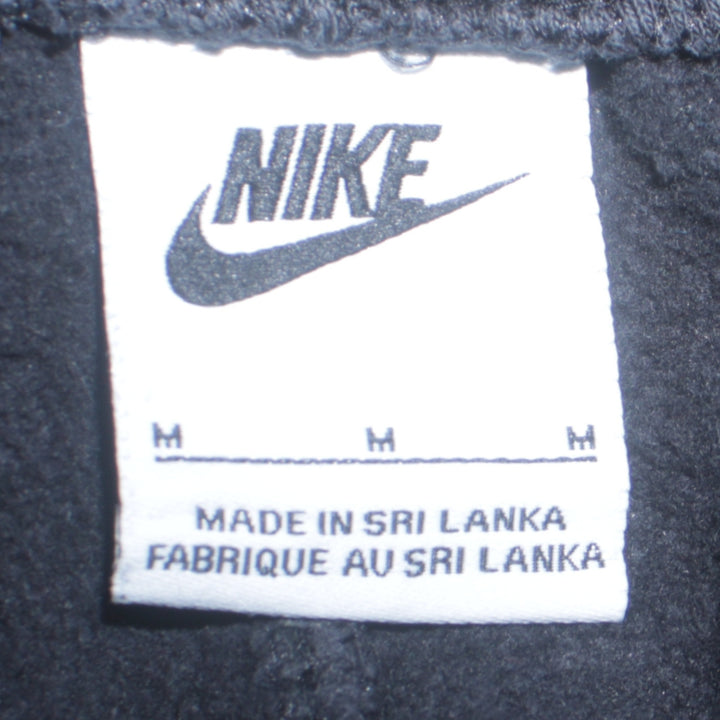 NIKE
M M M
MADE IN SRI LANKA
FABRIQUE AU SRI LANKA